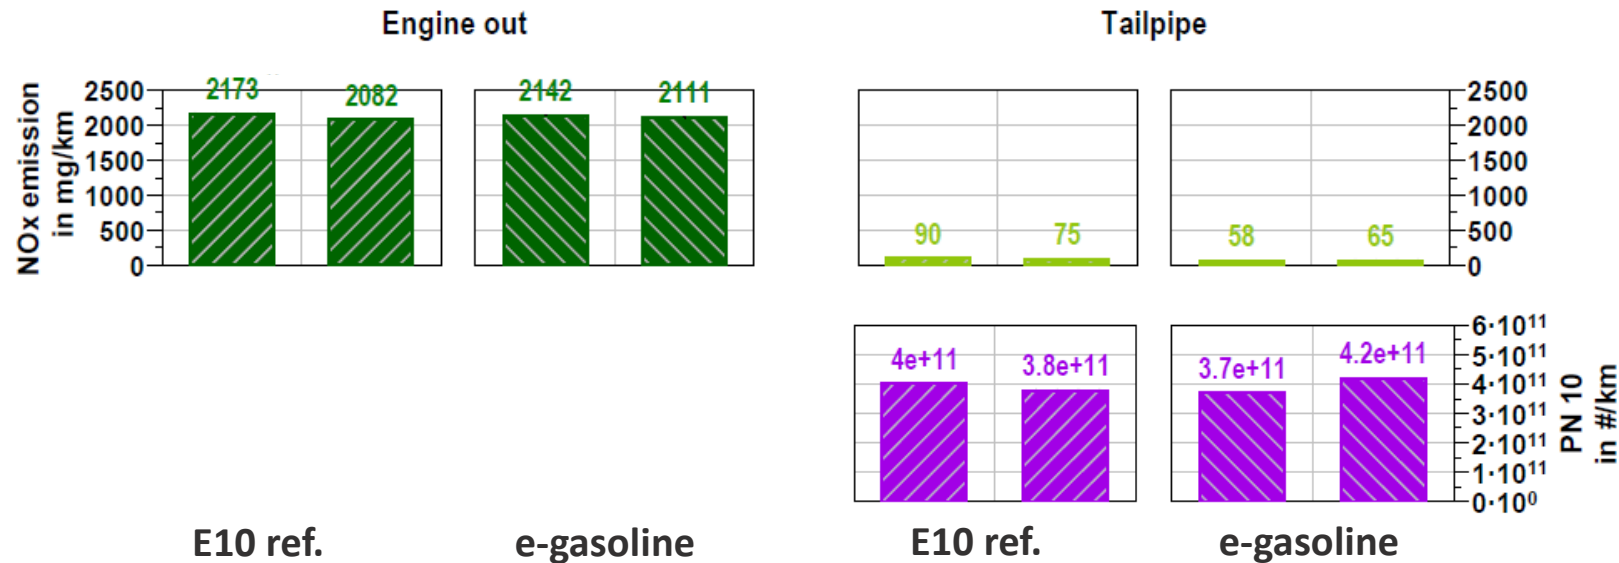 Engine out
Tailpipe
NOx emission
in mg/km
2500
2000
1500
1000
500
0
2173
2082
2142
2111
90
75
58
65
2500
2000
1500
1000
500
0
4e+11
3.8e+11
3.7e+11
4.2e+11
6·10¹¹
5·10¹¹
4·10¹¹
3·10¹¹
2·10¹¹
1·10¹¹
0·10⁰
PN 10
in #/km
E10 ref.
e-gasoline
E10 ref.
e-gasoline